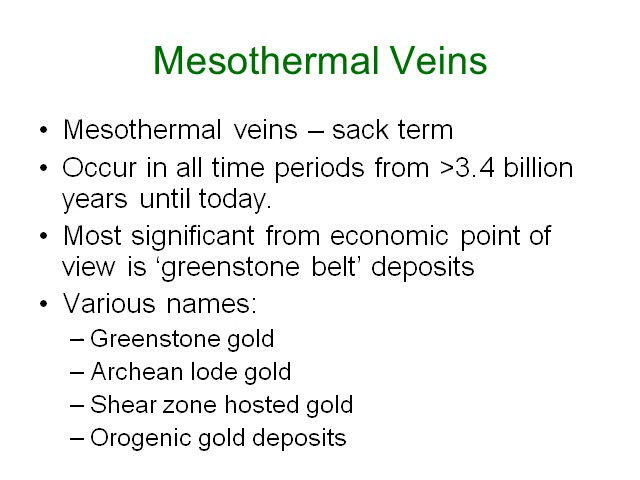 Mesothermal Veins
• Mesothermal veins – sack term
• Occur in all time periods from >3.4 billion
years until today.
• Most significant from economic point of
view is ‘greenstone belt’ deposits
• Various names:
– Greenstone gold
– Archean lode gold
– Shear zone hosted gold
– Orogenic gold deposits